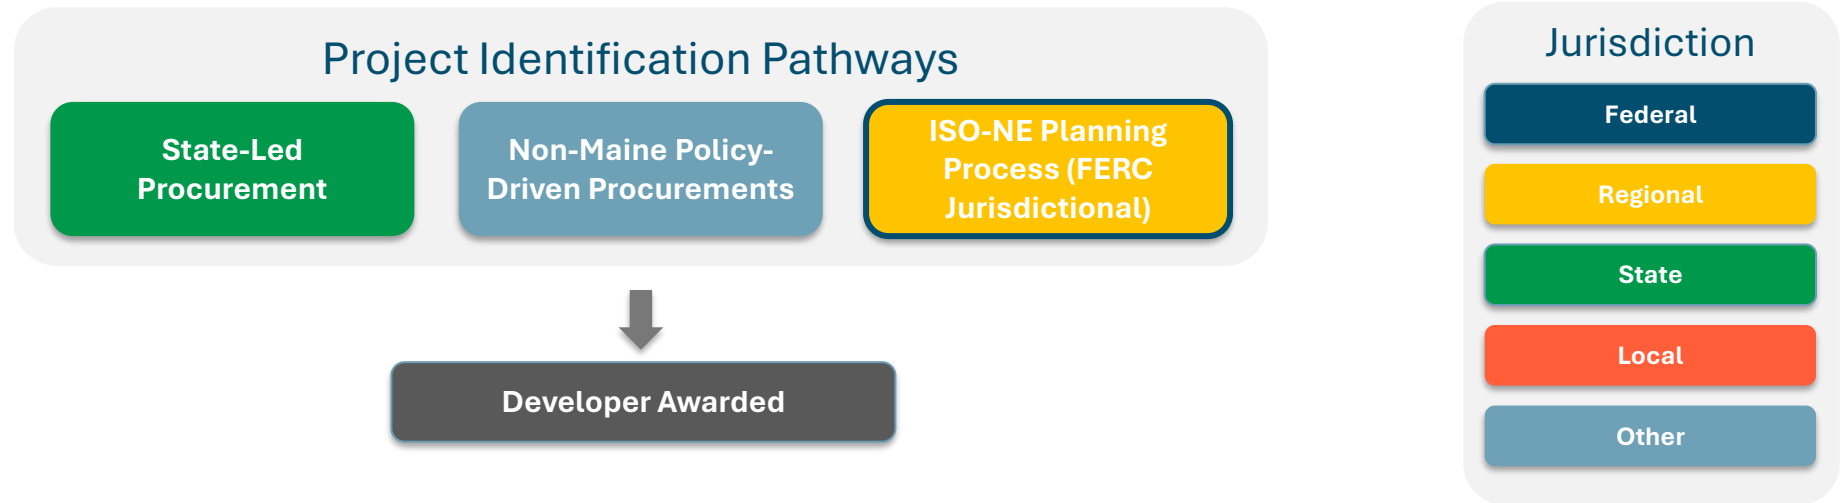 Project Identification Pathways
State-Led
Procurement
Non-Maine Policy-
Driven Procurements
ISO-NE Planning
Process (FERC
Jurisdictional)
Developer Awarded
Jurisdiction
Federal
Regional
State
Local
Other